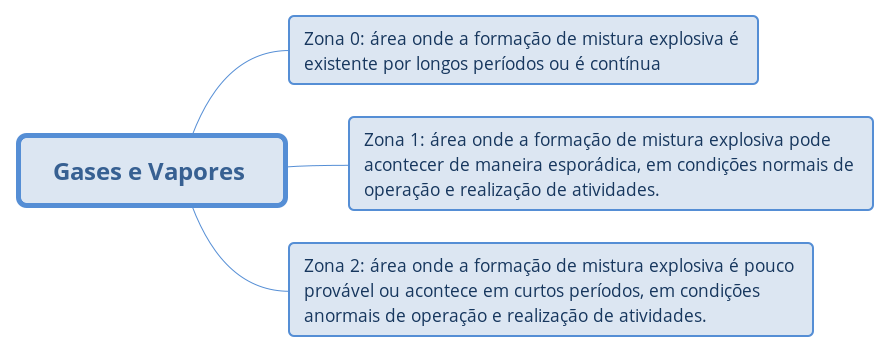 Zona 0: área onde a formação de mistura explosiva é
existente por longos períodos ou é contínua
Zona 1: área onde a formação de mistura explosiva pode
acontecer de maneira esporádica, em condições normais de
operação e realização de atividades.
Gases e Vapores
Zona 2: área onde a formação de mistura explosiva é pouco
provável ou acontece em curtos períodos, em condições
anormais de operação e realização de atividades.